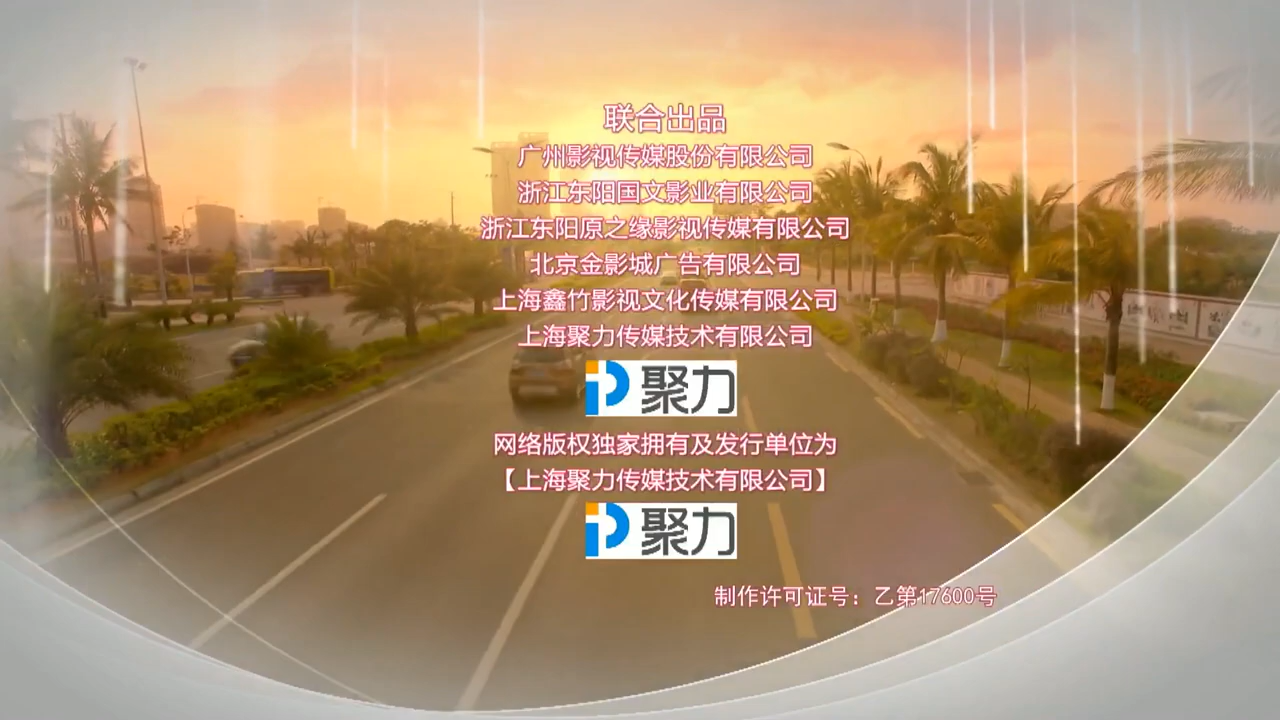 联合出品
广州影视传媒股份有限公司
浙江东阳国文影业有限公司
浙江东阳原之缘影视传媒有限公司
北京金影城广告有限公司
上海鑫竹影视文化传媒有限公司
上海聚力传媒技术有限公司
聚力
网络版权独家拥有及发行单位为
【上海聚力传媒技术有限公司】
聚力
制作许可证号：乙第17600号